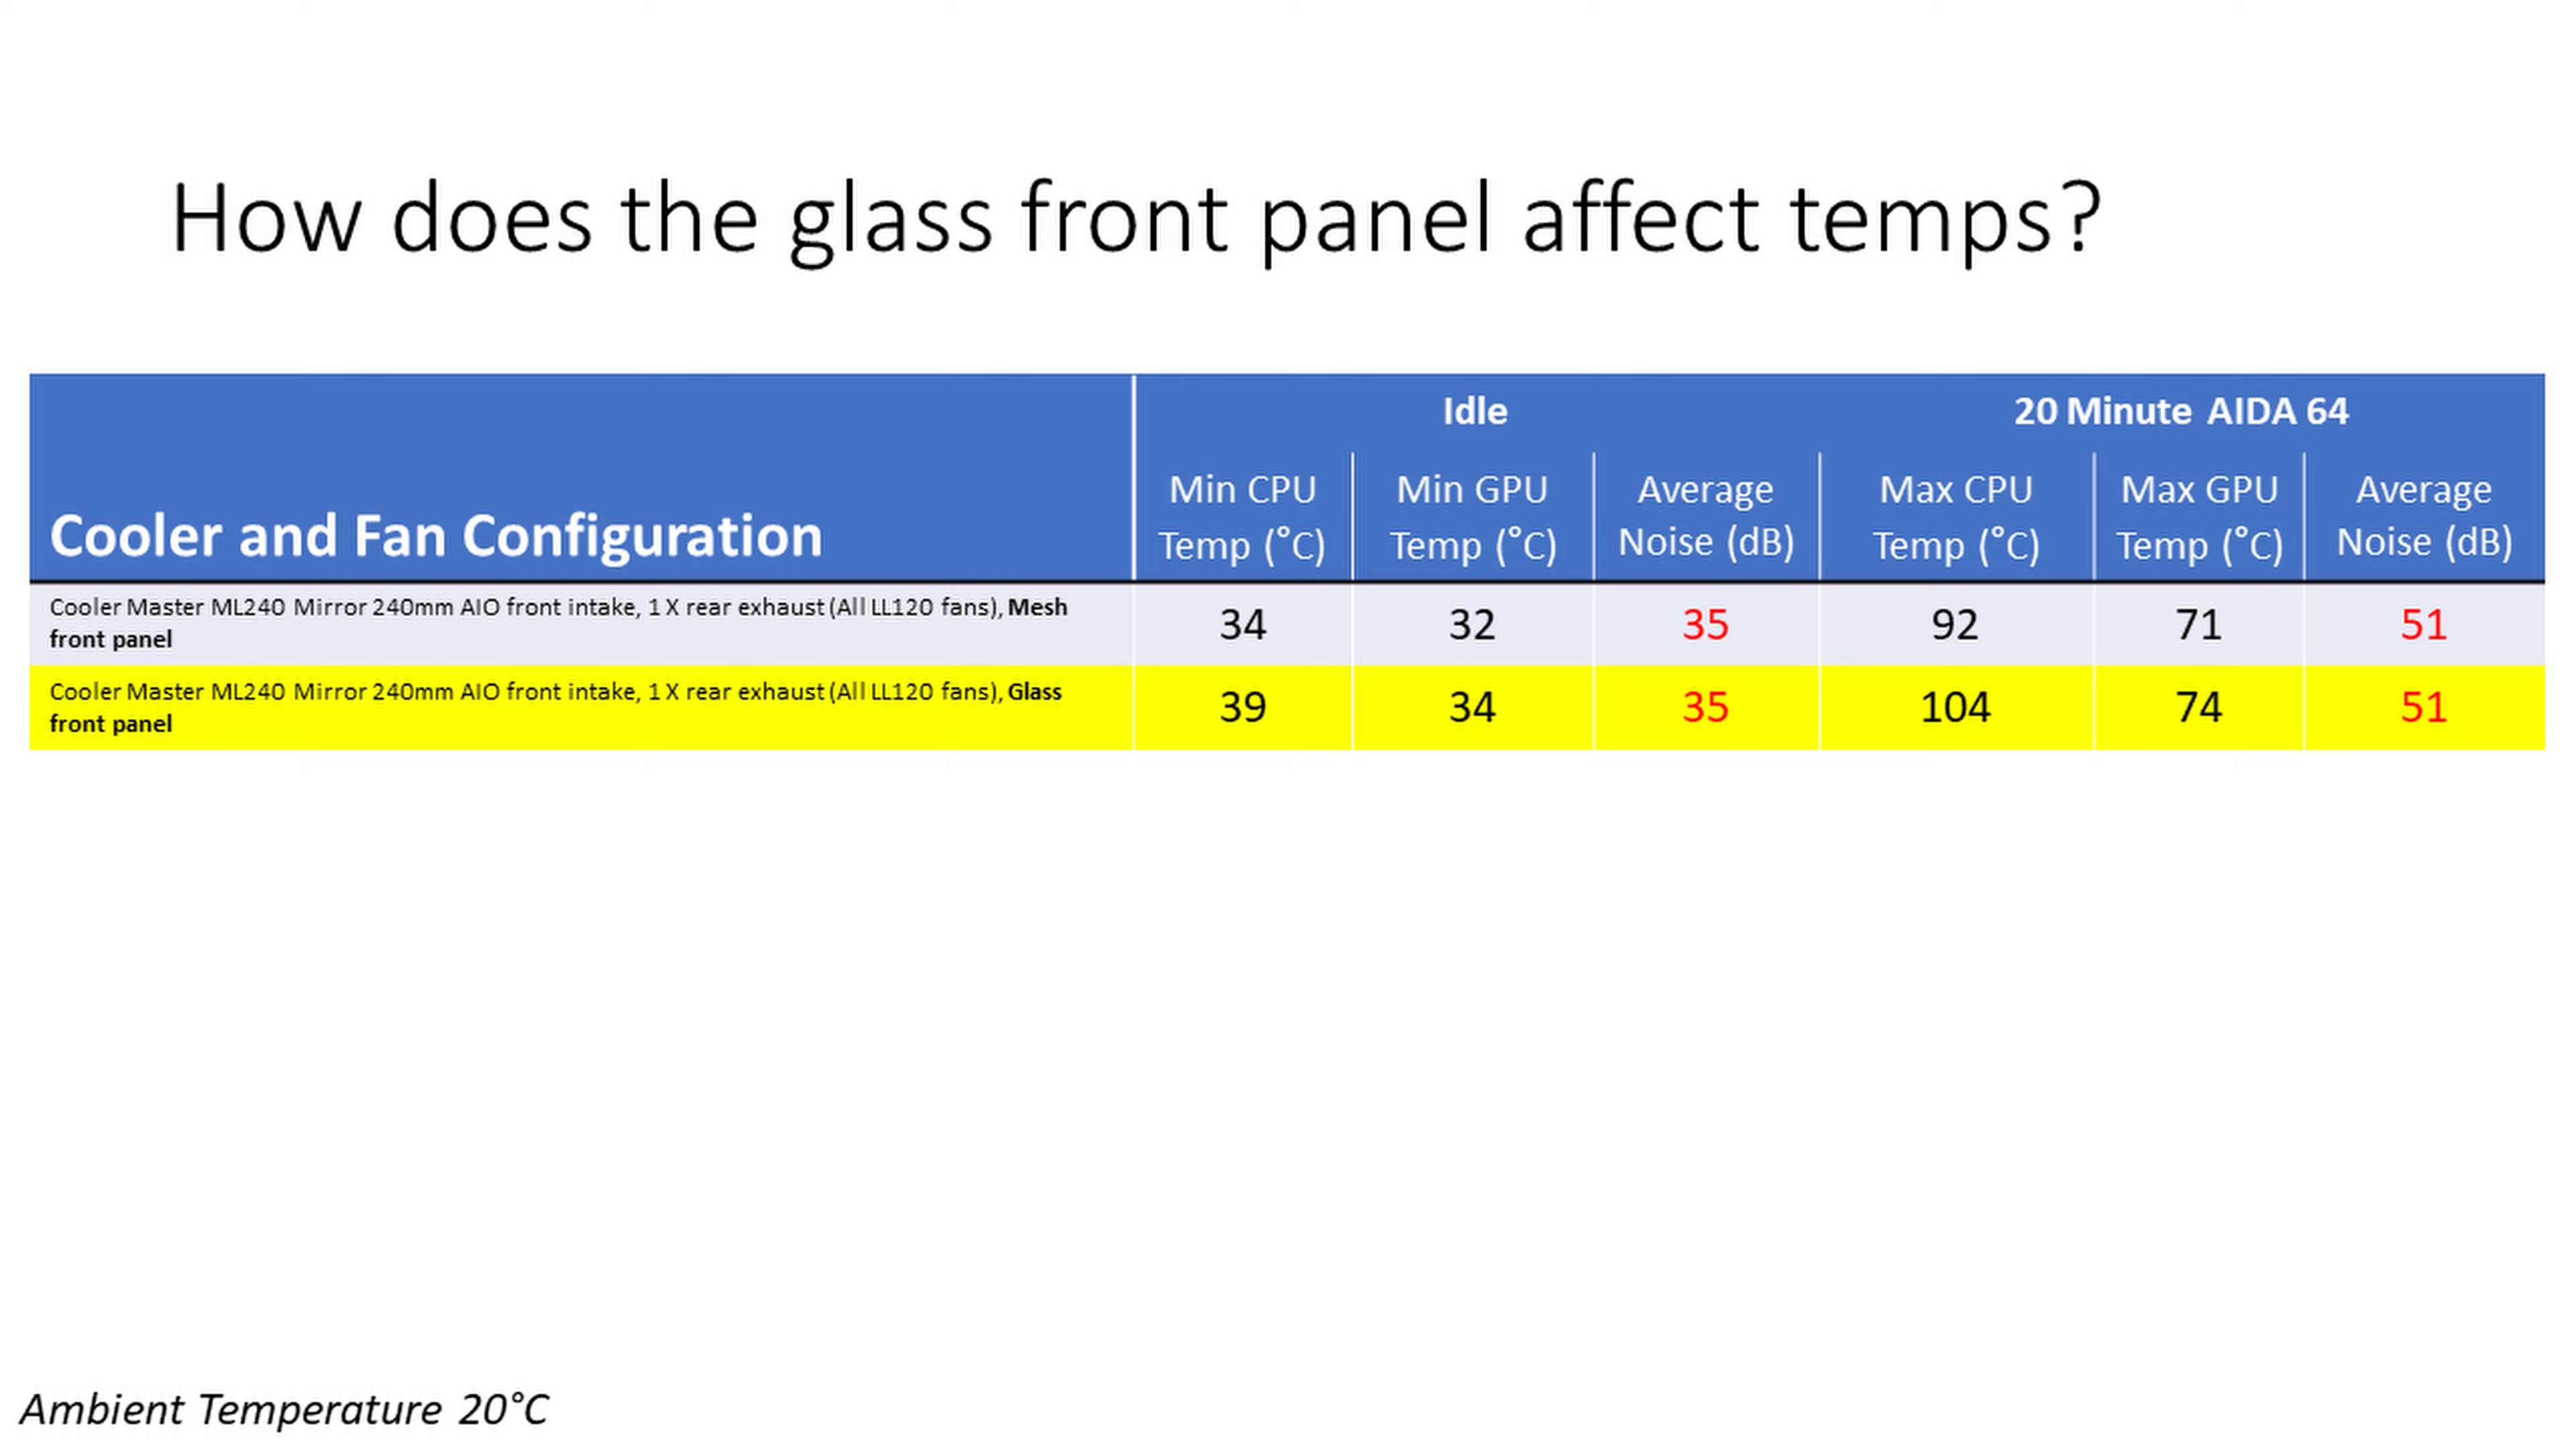 How does the glass front panel affect temps?
Idle
20 Minute AIDA 64
Cooler and Fan Configuration
Min CPU
Temp (°C)
Min GPU
Temp (°C)
Average
Noise (dB)
Max CPU
Temp (°C)
Max GPU
Temp (°C)
Average
Noise (dB)
Cooler Master ML240 Mirror 240mm AIO front intake, 1 X rear exhaust (All LL120 fans), Mesh
front panel
34
32
35
92
71
51
Cooler Master ML240 Mirror 240mm AIO front intake, 1 X rear exhaust (All LL120 fans), Glass
front panel
39
34
35
104
74
51
Ambient Temperature 20°C